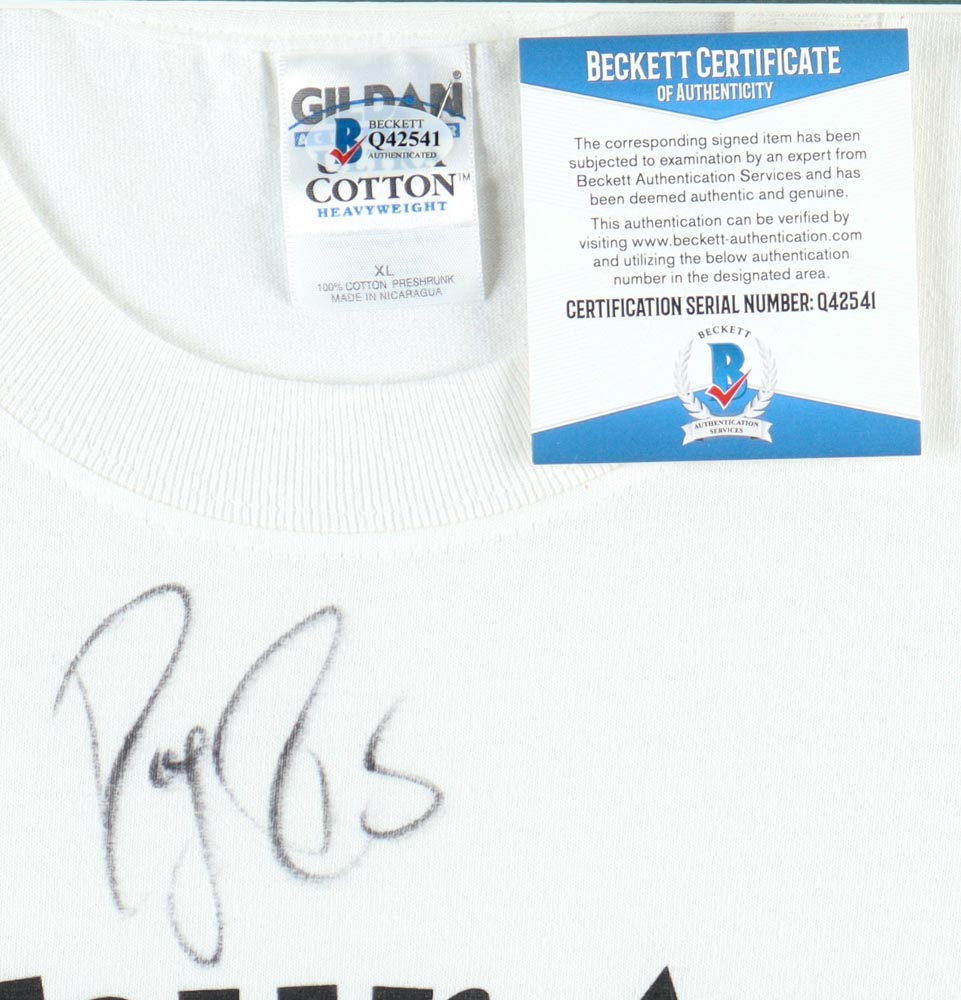 GILDAN
BECKETT
Q42541
AUTHENTICATED
ULTRA
COTTON™
HEAVYWEIGHT
XL
100% COTTON PRESHRUNK
MADE IN NICARAGUA
BECKETT CERTIFICATE
OF AUTHENTICITY
The corresponding signed item has been
subjected to examination by an expert from
Beckett Authentication Services and has
been deemed authentic and genuine.
This authentication can be verified by
visiting www.beckett-authentication.com
and utilizing the below authentication
number in the designated area.
CERTIFICATION SERIAL NUMBER: Q42541
BECKETT
B
AUTHENTICATION
SERVICES